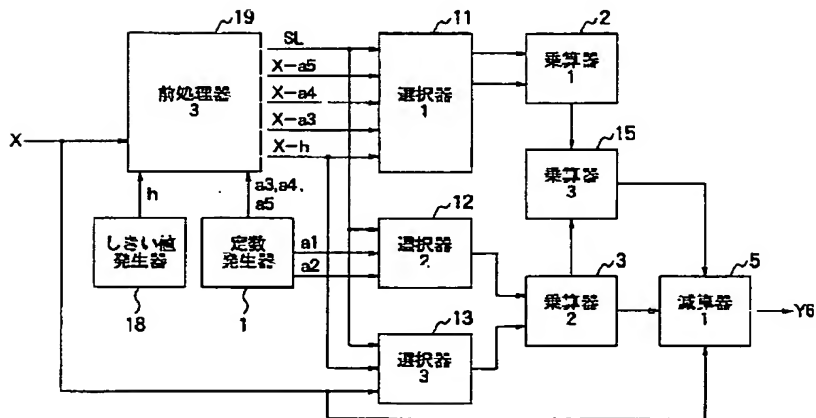 19
11
2
SL
X-a5
X-a4
X-a3
X-h
前処理器
3
選択器
1
乗算器
1
X
15
乗算器
3
h
a3,a4,
a5
12
しきい値
発生器
定数
発生器
a1
a2
選択器
2
3
5
乗算器
2
減算器
1
Y6
18
1
13
選択器
3